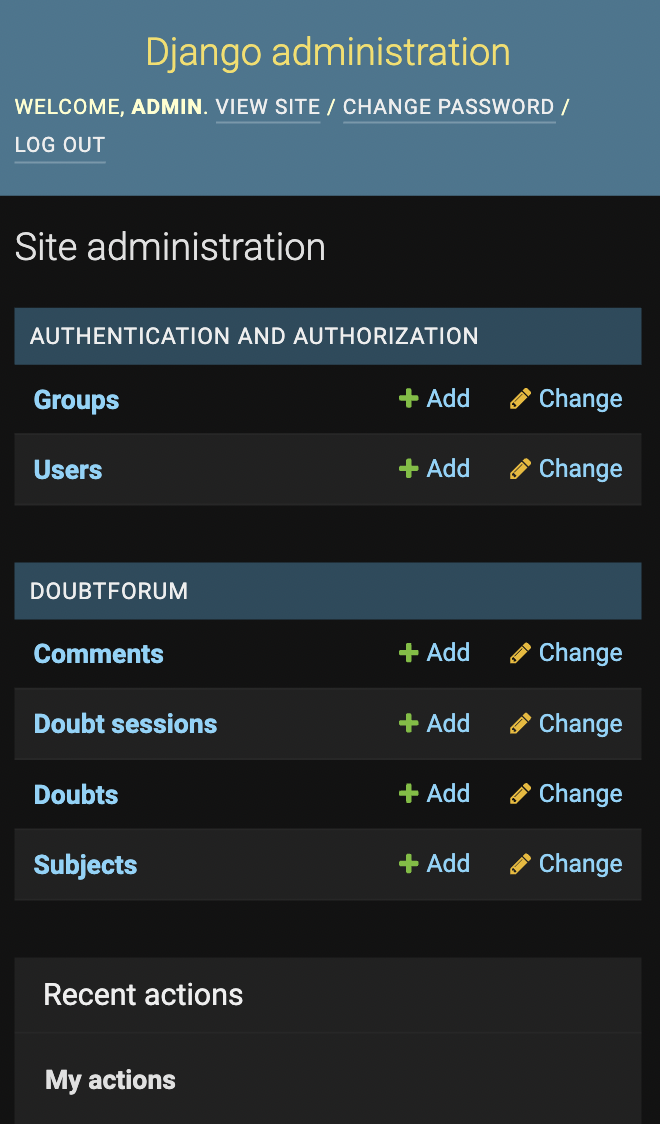 Django administration
WELCOME, ADMIN. VIEW SITE / CHANGE PASSWORD /
LOG OUT
Site administration
AUTHENTICATION AND AUTHORIZATION
Groups Add Change
Users Add Change
DOUBTFORUM
Comments Add Change
Doubt sessions Add Change
Doubts Add Change
Subjects Add Change
Recent actions
My actions